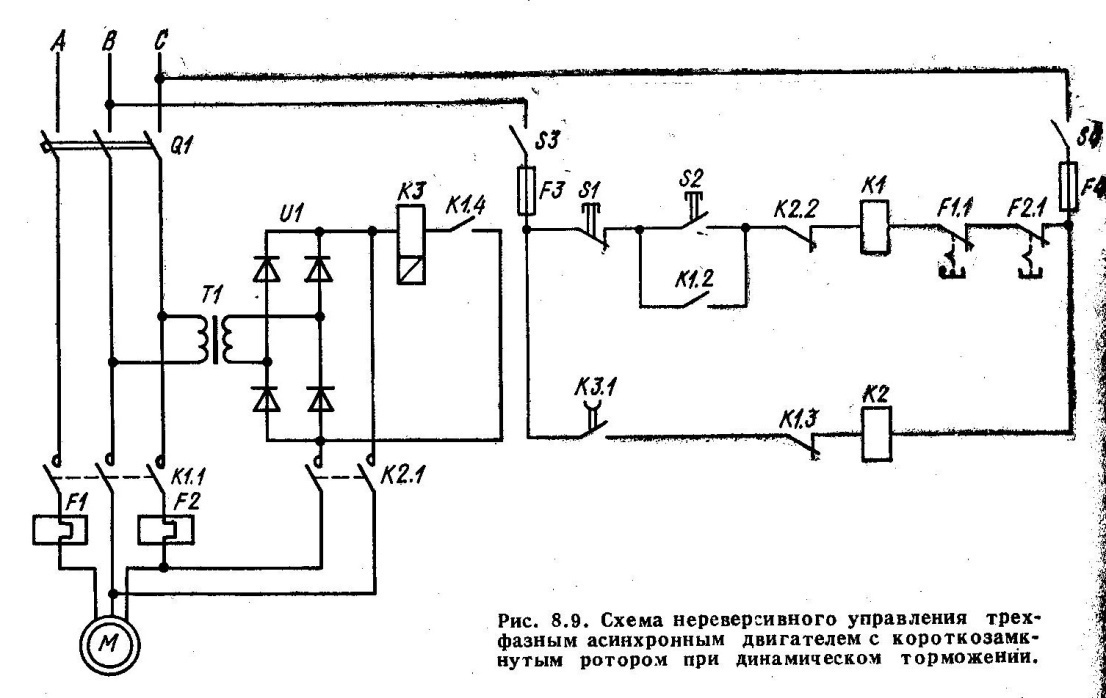 A B C
Q1
S3
S4
F3
F4
S1
S2
K2.2
K1
F1.1
F2.1
U1
K3
K1.4
K1.2
T1
K3.1
K1.3
K2
K1.1
K2.1
F1
F2
M
Рис. 8.9. Схема нереверсивного управления трех-
фазным асинхронным двигателем с короткозамк-
нутым ротором при динамическом торможении.